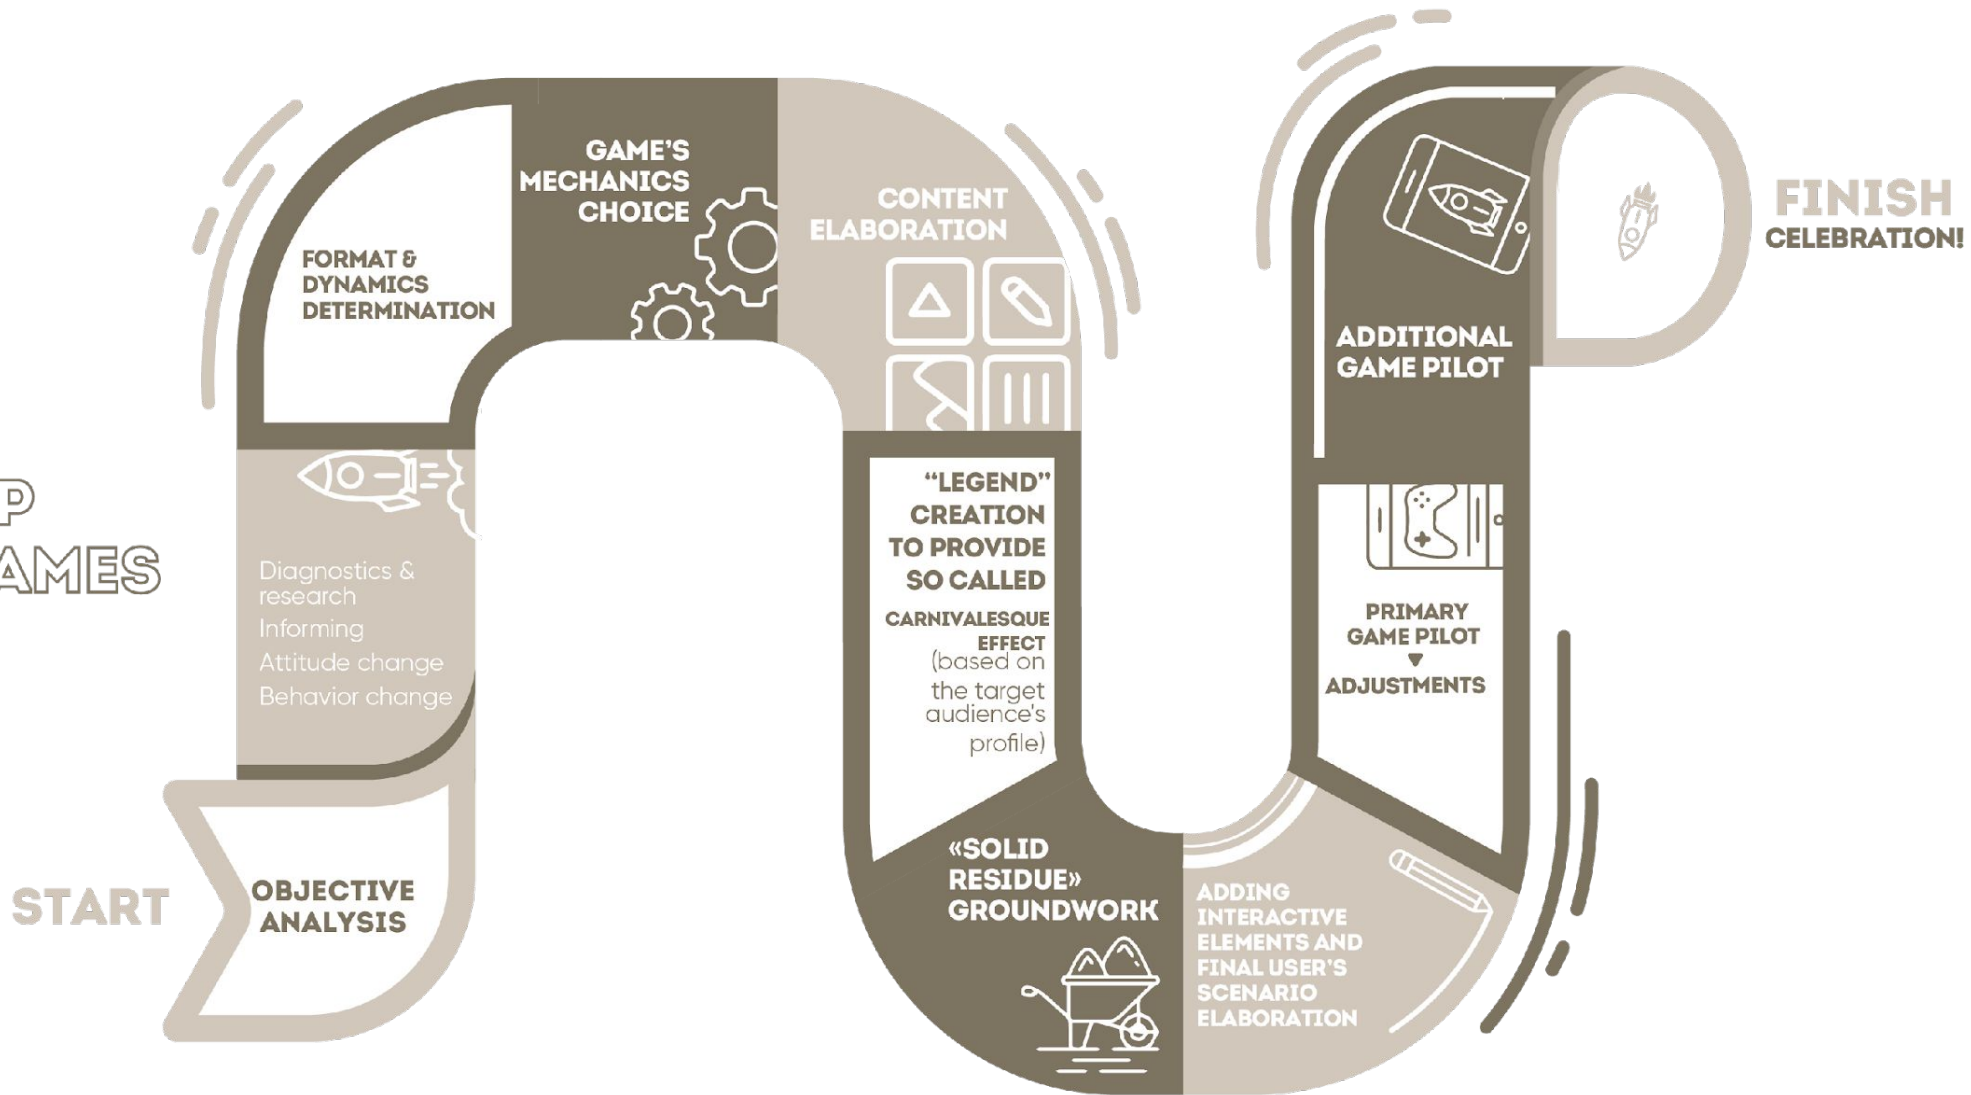 P
AMES
START
OBJECTIVE
ANALYSIS
Diagnostics &
research
Informing
Attitude change
Behavior change
FORMAT &
DYNAMICS
DETERMINATION
GAME'S
MECHANICS
CHOICE
CONTENT
ELABORATION
“LEGEND”
CREATION
TO PROVIDE
SO CALLED
CARNIVALESQUE
EFFECT
(based on
the target
audience's
profile)
«SOLID
RESIDUE»
GROUNDWORK
ADDING
INTERACTIVE
ELEMENTS AND
FINAL USER'S
SCENARIO
ELABORATION
PRIMARY
GAME PILOT
ADJUSTMENTS
ADDITIONAL
GAME PILOT
FINISH
CELEBRATION!